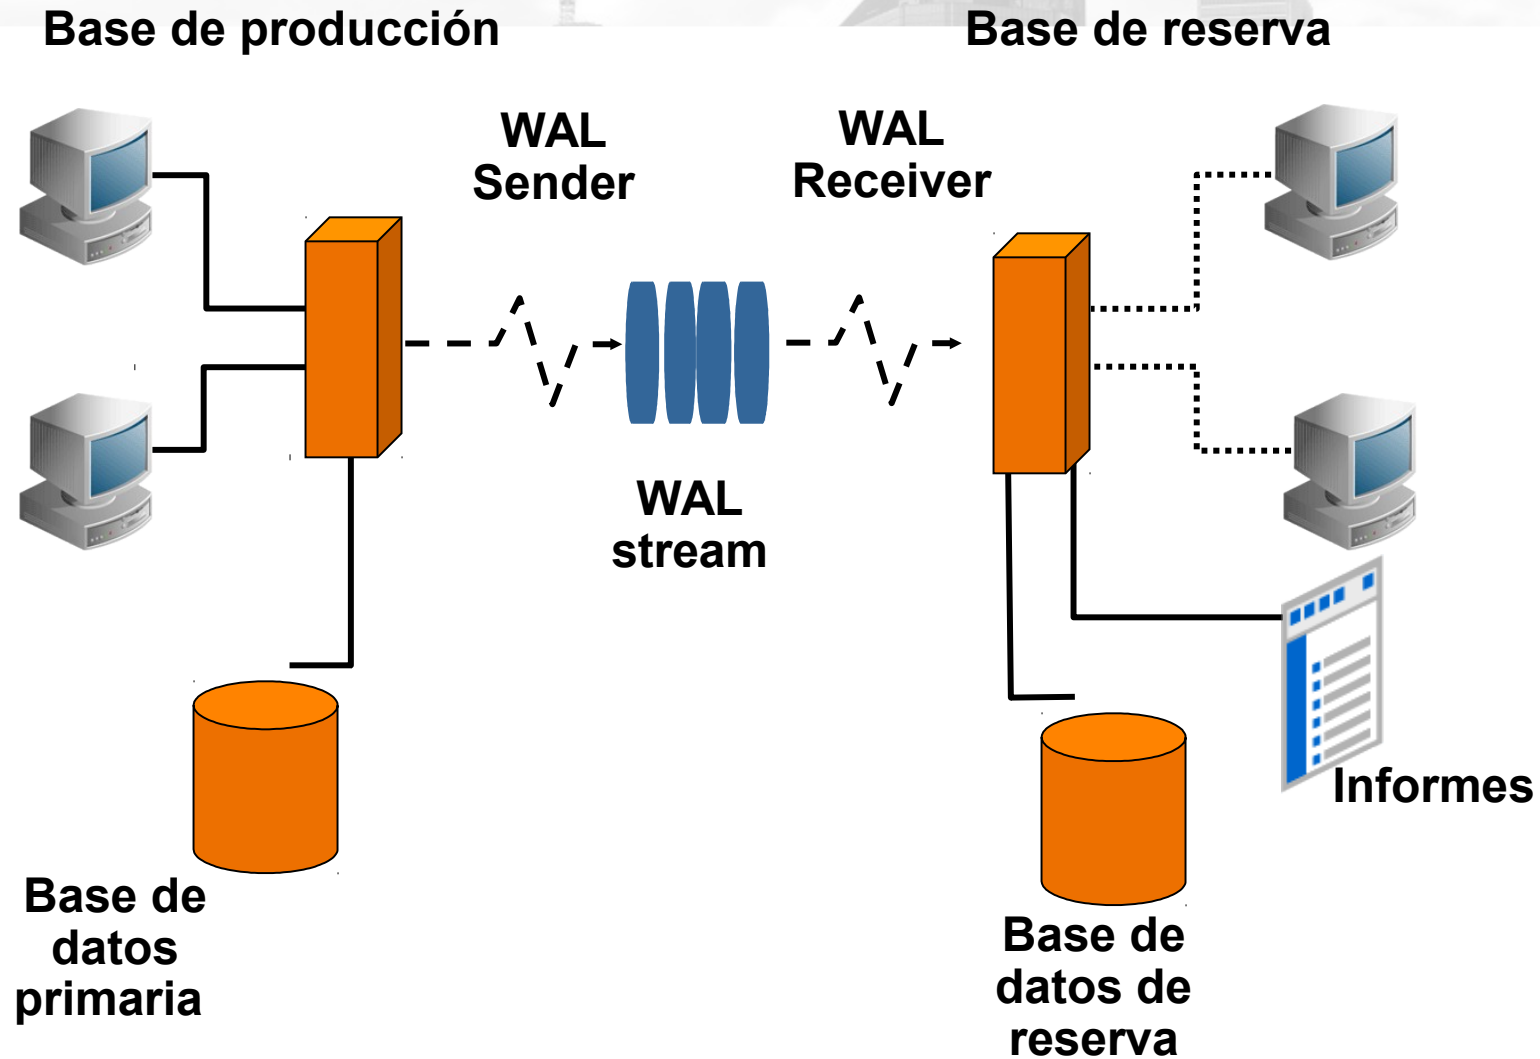 Base de producción
Base de reserva
WAL
Sender
WAL
Receiver
WAL
stream
Informes
Base de
datos
primaria
Base de
datos de
reserva